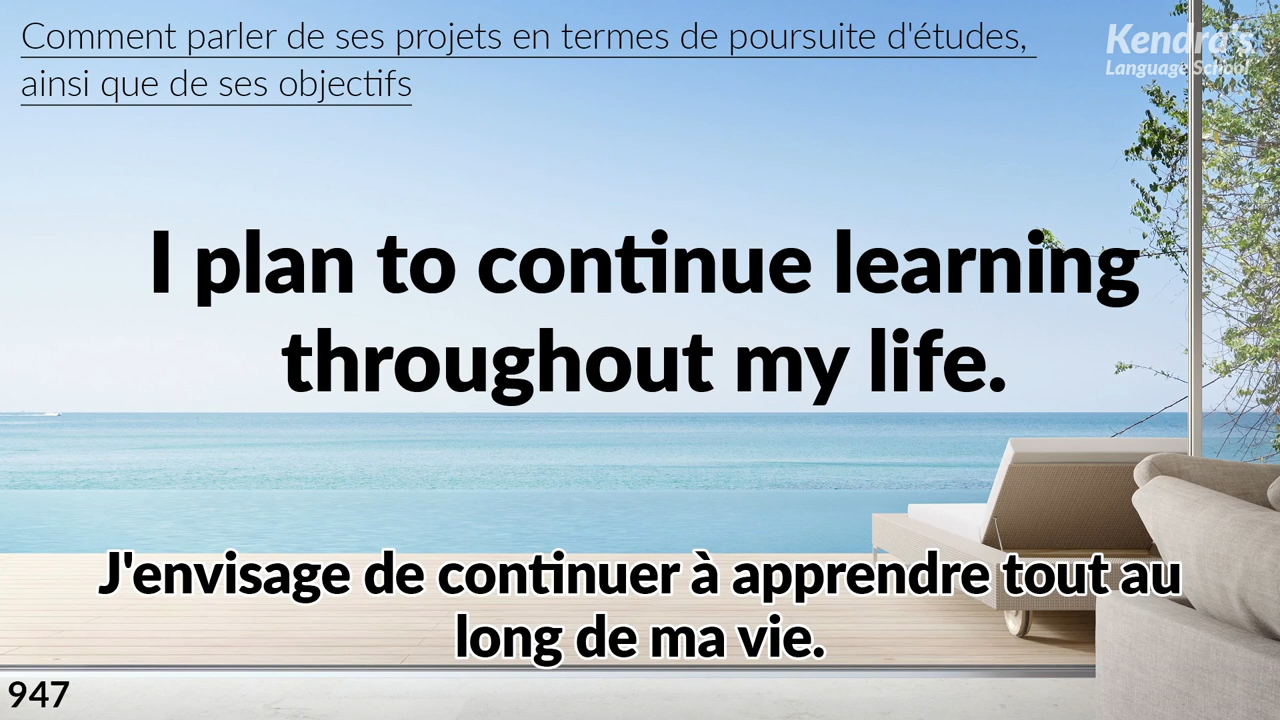 Comment parler de ses projets en termes de poursuite d'études,
ainsi que de ses objectifs
Kendra's
Language School
I plan to continue learning
throughout my life.
J'envisage de continuer à apprendre tout au
long de ma vie.
947